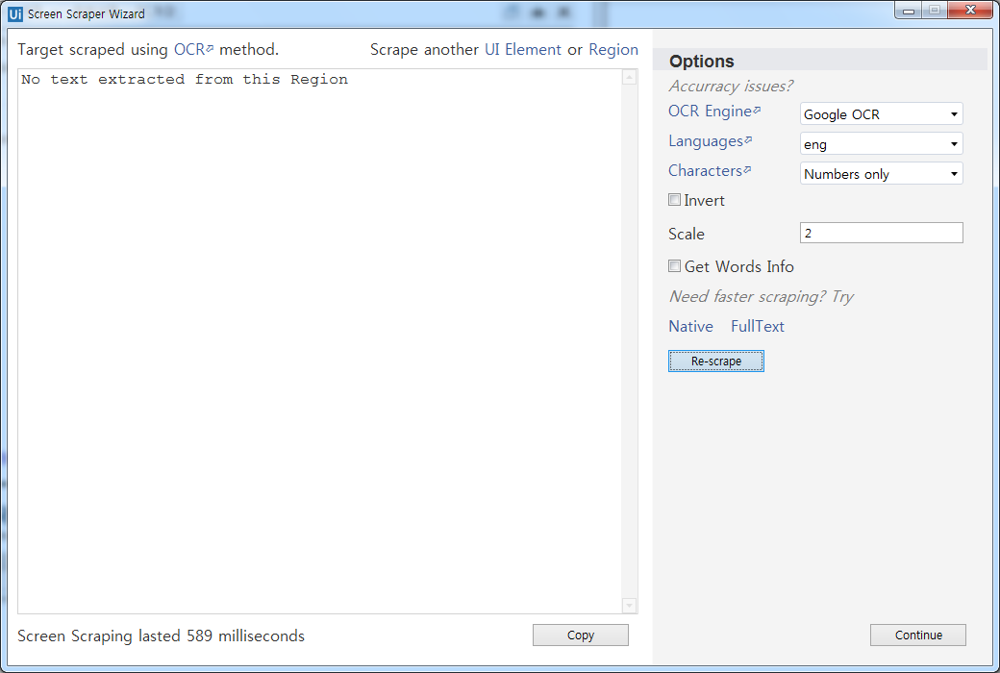 Ui Screen Scraper Wizard
Target scraped using OCR method.
Scrape another UI Element or Region
No text extracted from this Region
Options
Accurracy issues?
OCR Engine Google OCR
Languages eng
Characters Numbers only
Invert
Scale 2
Get Words Info
Need faster scraping? Try
Native FullText
Re-scrape
Screen Scraping lasted 589 milliseconds
Copy
Continue